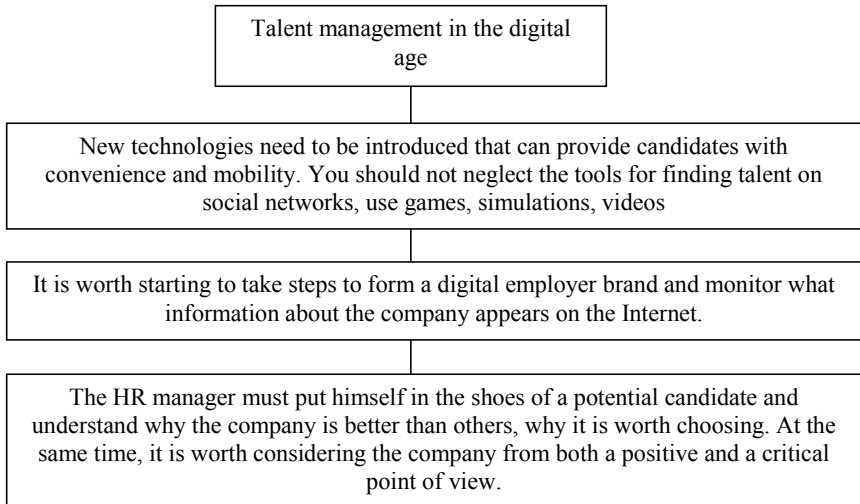 Talent management in the digital
age
New technologies need to be introduced that can provide candidates with
convenience and mobility. You should not neglect the tools for finding talent on
social networks, use games, simulations, videos
It is worth starting to take steps to form a digital employer brand and monitor what
information about the company appears on the Internet.
The HR manager must put himself in the shoes of a potential candidate and
understand why the company is better than others, why it is worth choosing. At the
same time, it is worth considering the company from both a positive and a critical
point of view.